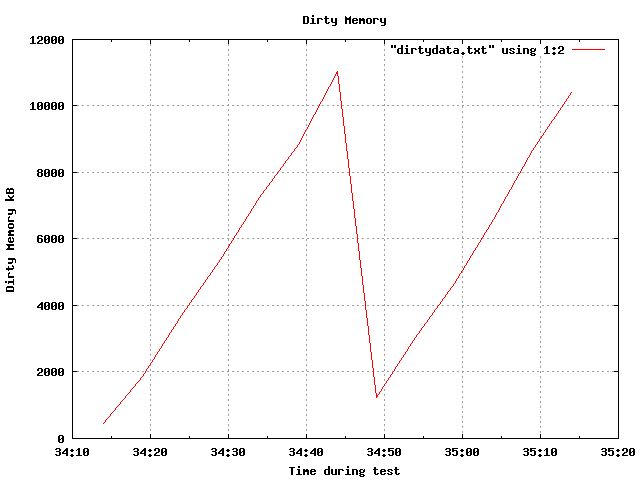 Dirty Memory
"dirtydata.txt" using 1:2
12000
10000
8000
6000
4000
2000
0
Dirty Memory kB
34:10 34:20 34:30 34:40 34:50 35:00 35:10 35:20
Time during test